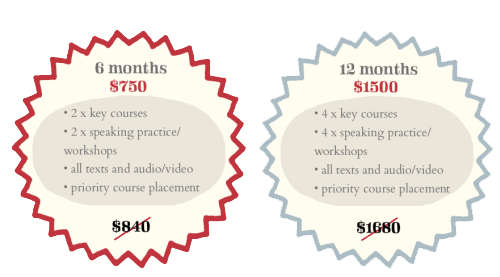 6 months
$750
• 2 x key courses
• 2 x speaking practice/
workshops
• all texts and audio/video
• priority course placement
$840
12 months
$1500
• 4 x key courses
• 4 x speaking practice/
workshops
• all texts and audio/video
• priority course placement
$1680